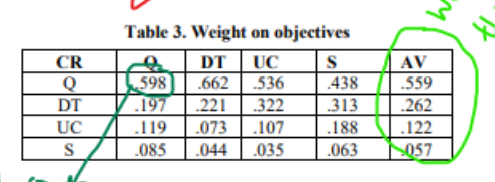 Table 3. Weight on objectives
CR Q DT UC S AV
Q .598 .662 .536 .438 .559
DT .197 .221 .322 .313 .262
UC .119 .073 .107 .188 .122
S .085 .044 .035 .063 .057